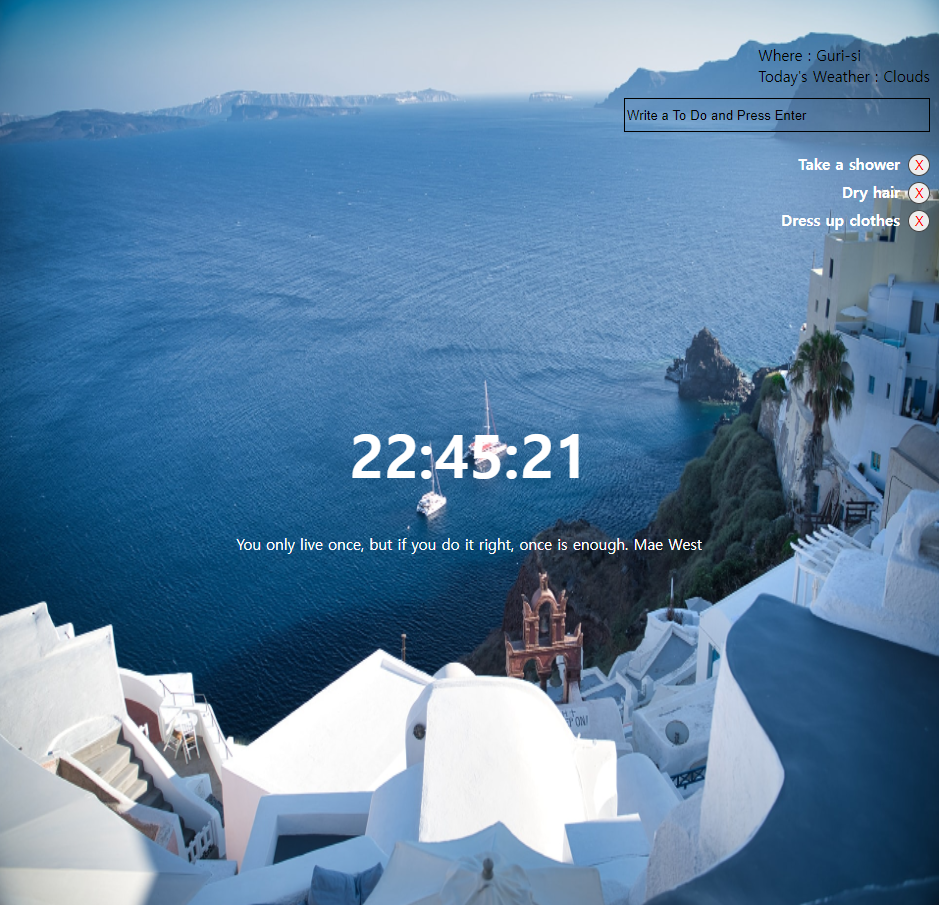 Where : Guri-si
Today's Weather : Clouds
Write a To Do and Press Enter
Take a shower X
Dry hair X
Dress up clothes X
22:45:21
You only live once, but if you do it right, once is enough. Mae West